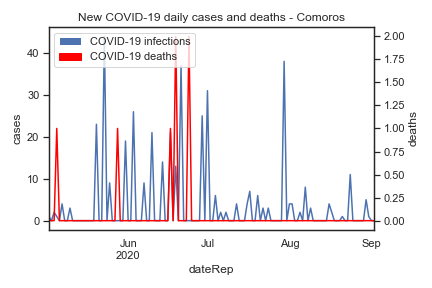 New COVID-19 daily cases and deaths - Comoros
COVID-19 infections
COVID-19 deaths
cases
40
30
20
10
0
deaths
2.00
1.75
1.50
1.25
1.00
0.75
0.50
0.25
0.00
Jun
2020
Jul
Aug
Sep
dateRep